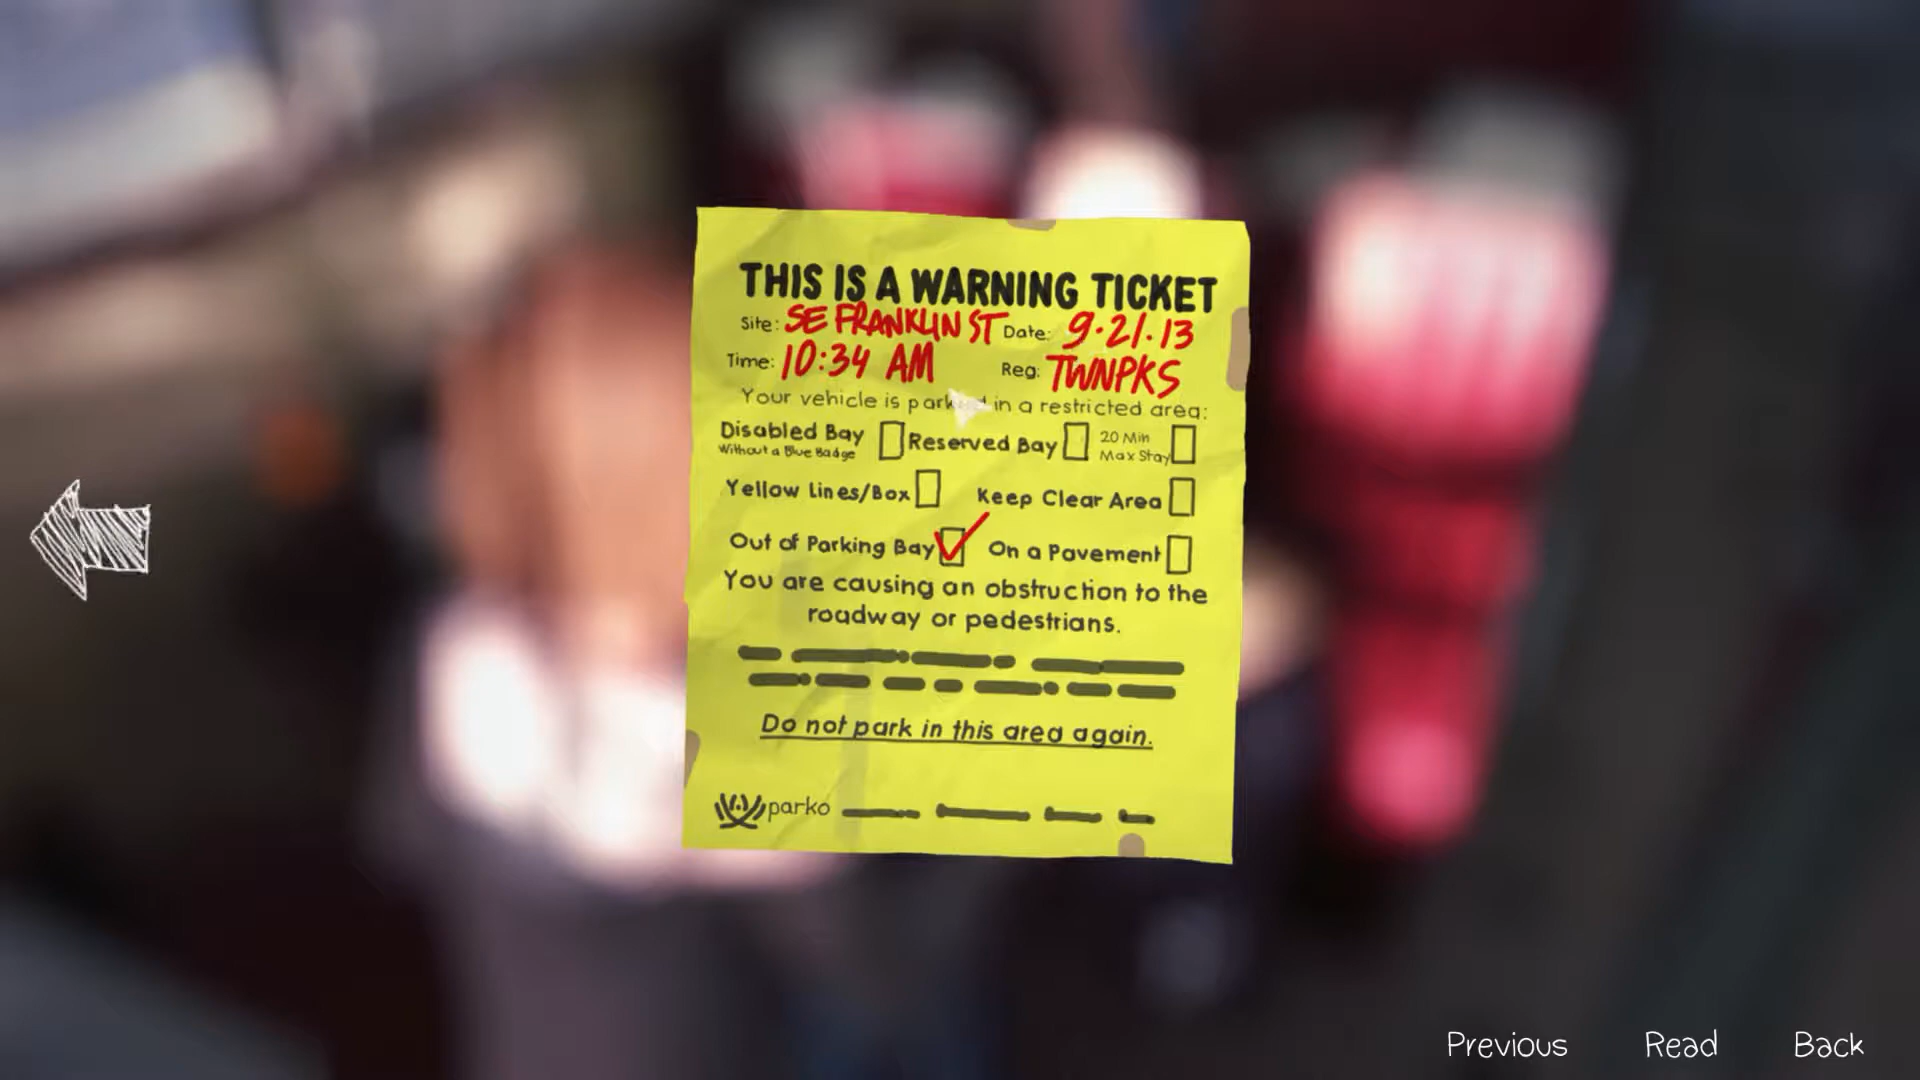 THIS IS A WARNING TICKET
Site: SE FRANKLIN ST Date: 9.21.13
Time: 10:34 AM Reg: TWNPKS
Your vehicle is parked in a restricted area:
Disabled Bay Reserved Bay 20 Min
Without a Blue Badge Max Stay
Yellow Lines/Box Keep Clear Area
Out of Parking Bay On a Pavement
You are causing an obstruction to the
roadway or pedestrians.
Do not park in this area again.
parko
Previous Read Back